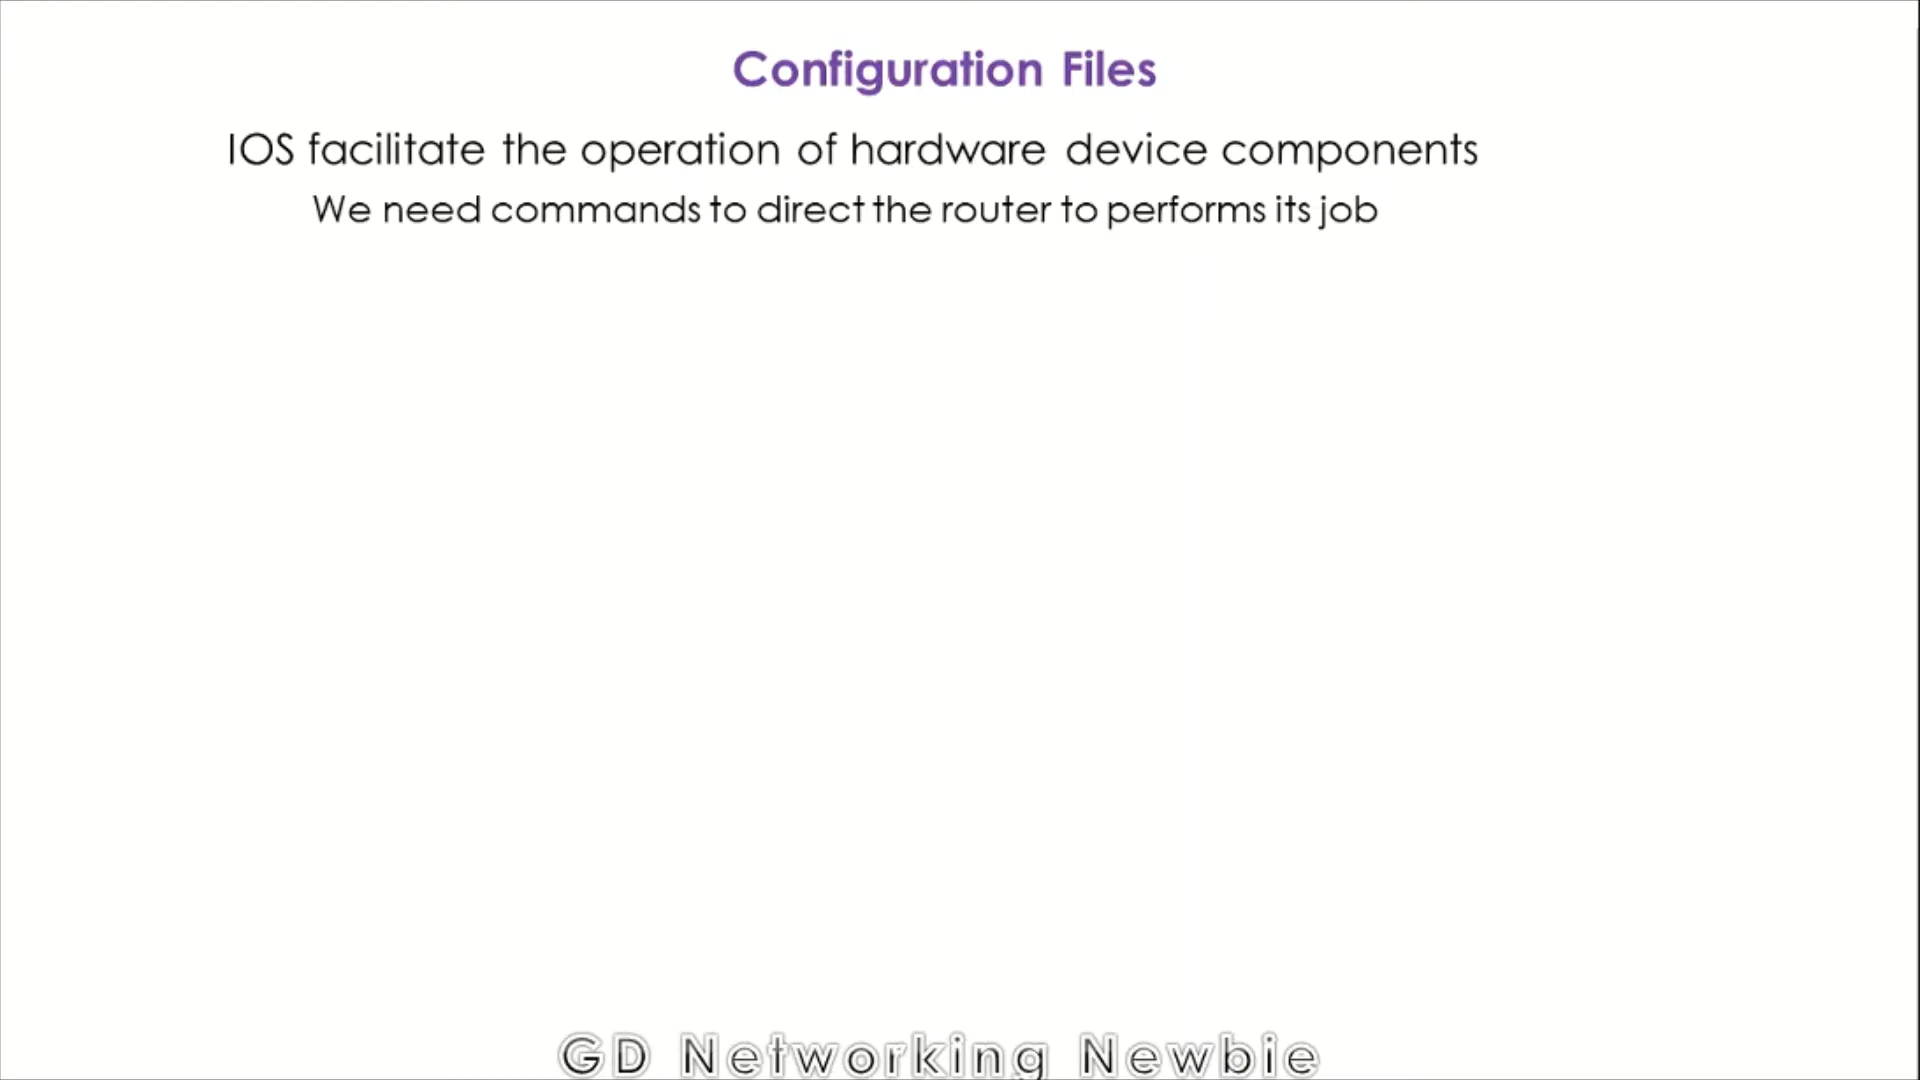 Configuration Files
IOS facilitate the operation of hardware device components
We need commands to direct the router to performs its job
GD Networking Newbie